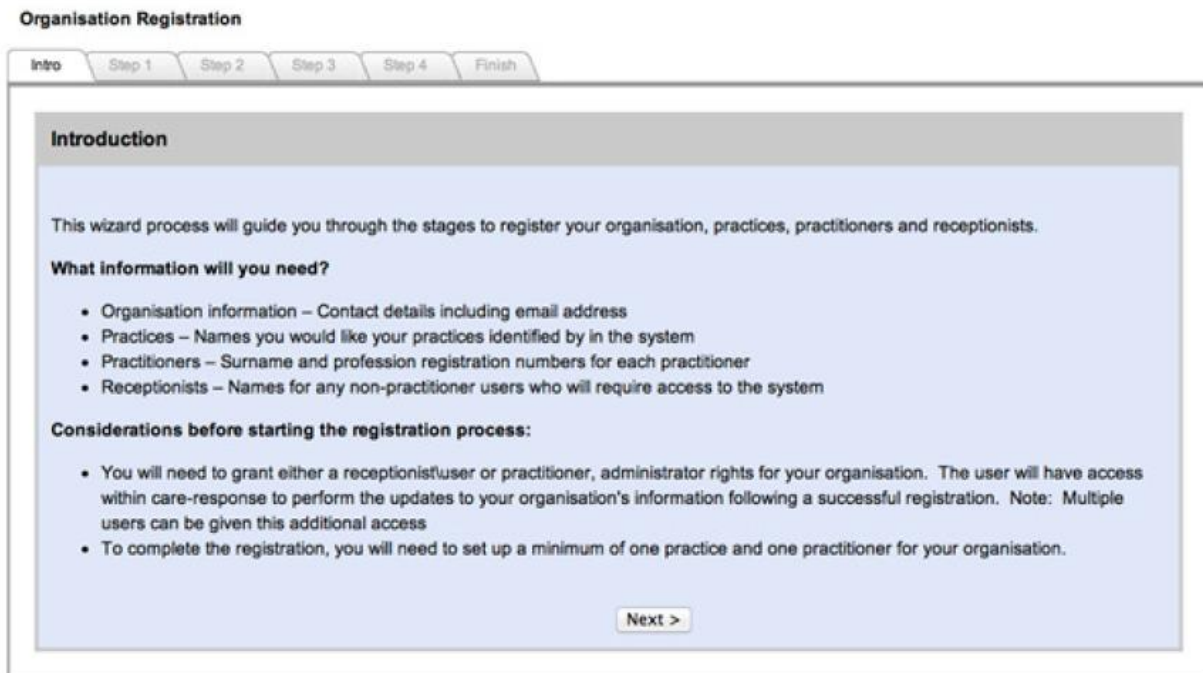 Organisation Registration
Intro Step 1 Step 2 Step 3 Step 4 Finish
Introduction
This wizard process will guide you through the stages to register your organisation, practices, practitioners and receptionists.
What information will you need?
• Organisation information – Contact details including email address
• Practices – Names you would like your practices identified by in the system
• Practitioners – Surname and profession registration numbers for each practitioner
• Receptionists – Names for any non-practitioner users who will require access to the system
Considerations before starting the registration process:
• You will need to grant either a receptionist\user or practitioner, administrator rights for your organisation. The user will have access
within care-response to perform the updates to your organisation's information following a successful registration. Note: Multiple
users can be given this additional access
• To complete the registration, you will need to set up a minimum of one practice and one practitioner for your organisation.
Next >